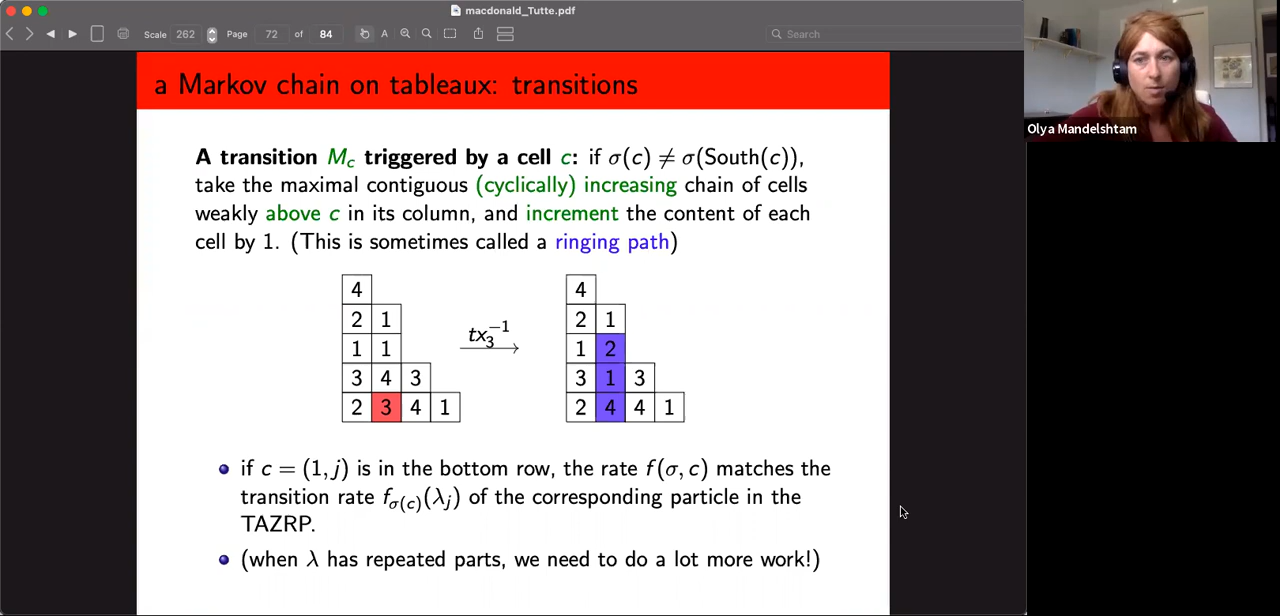 macdonald_Tutte.pdf
Scale 262 Page 72 of 84 A Search
a Markov chain on tableaux: transitions
Olya Mandelshtam
A transition M_c triggered by a cell c: if σ(c) ≠ σ(South(c)),
take the maximal contiguous (cyclically) increasing chain of cells
weakly above c in its column, and increment the content of each
cell by 1. (This is sometimes called a ringing path)
4 4
2 1 2 1
tx_3^{-1}
1 1 1 2
3 4 3 3 1 3
2 3 4 1 2 4 4 1
if c = (1, j) is in the bottom row, the rate f(σ, c) matches the
transition rate f_{σ(c)}(λ_j) of the corresponding particle in the
TAZRP.
(when λ has repeated parts, we need to do a lot more work!)